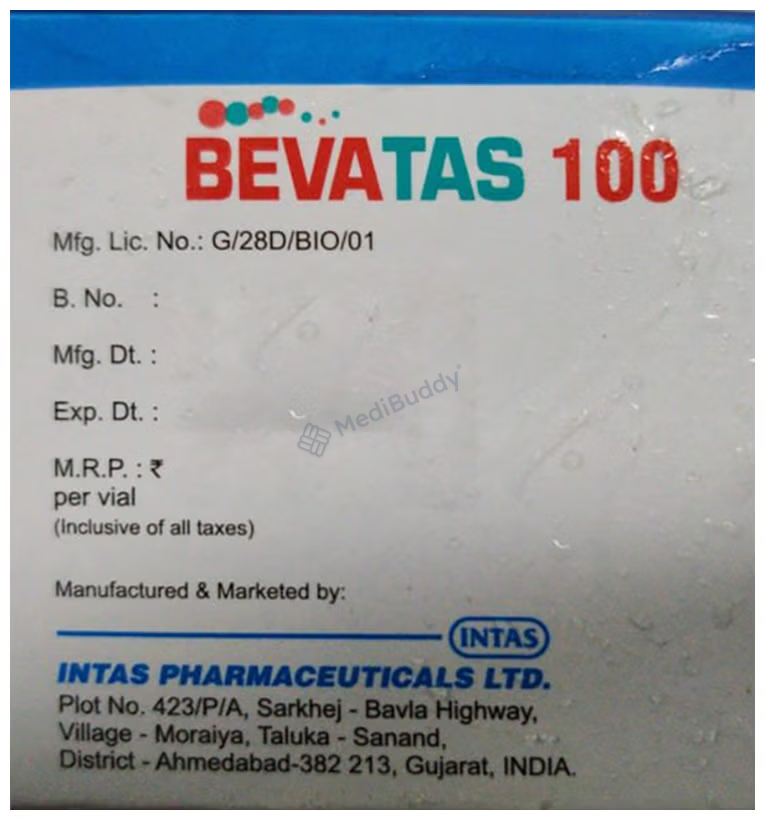 BEVATAS 100
Mfg. Lic. No.: G/28D/BIO/01
B. No. :
Mfg. Dt. :
Exp. Dt. :
MediBuddy
M.R.P. : ₹
per vial
(Inclusive of all taxes)
Manufactured & Marketed by:
INTAS
INTAS PHARMACEUTICALS LTD.
Plot No. 423/P/A, Sarkhej - Bavla Highway,
Village - Moraiya, Taluka - Sanand,
District - Ahmedabad-382 213, Gujarat, INDIA.